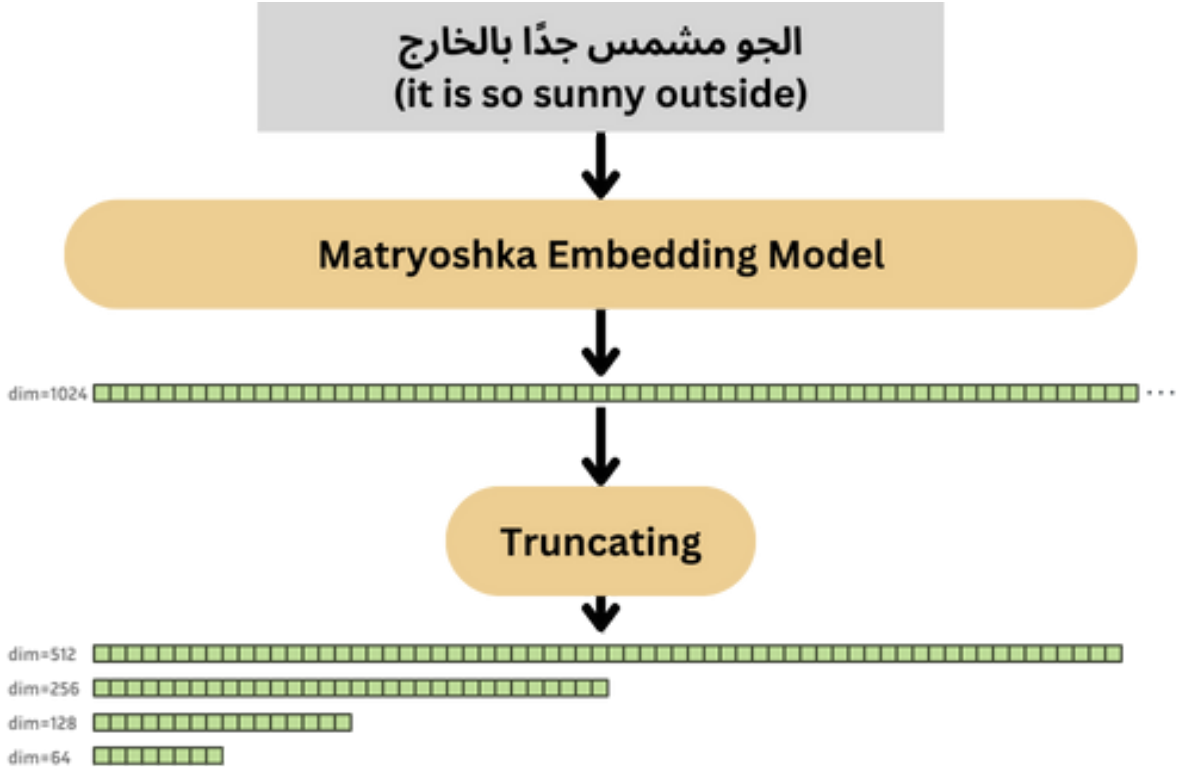 الجو مشمس جدًا بالخارج
(it is so sunny outside)
Matryoshka Embedding Model
dim=1024 ...
Truncating
dim=512
dim=256
dim=128
dim=64